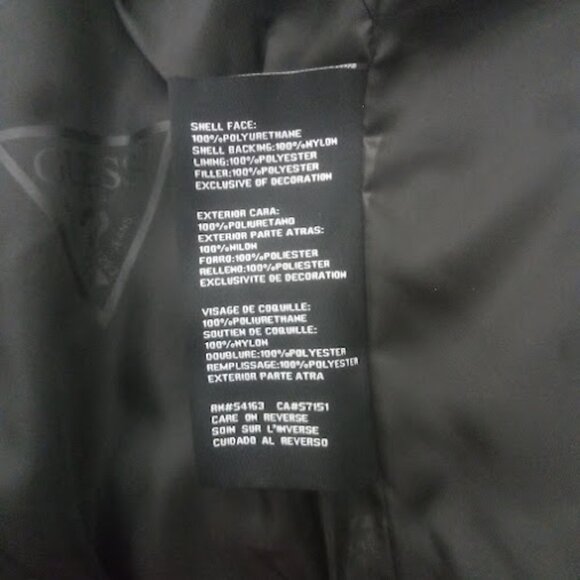 SHELL FACE:
100%POLYURETHANE
SHELL BACKING:100%NYLON
LINING:100%POLYESTER
FILLER:100%POLYESTER
EXCLUSIVE OF DECORATION
EXTERIOR CARA:
100%POLIURETANO
EXTERIOR PARTE ATRAS:
100%NILON
FORRO:100%POLIESTER
RELLENO:100%POLIESTER
EXCLUSIVITE DE DECORATION
VISAGE DE COQUILLE:
100%POLIURETHANE
SOUTIEN DE COQUILLE:
100%NYLON
DOUBLURE:100%POLYESTER
REMPLISSAGE:100%POLYESTER
EXTERIOR PARTE ATRA
RN#54163 CA#57151
CARE ON REVERSE
SOIN SUR L'INVERSE
CUIDADO AL REVERSO